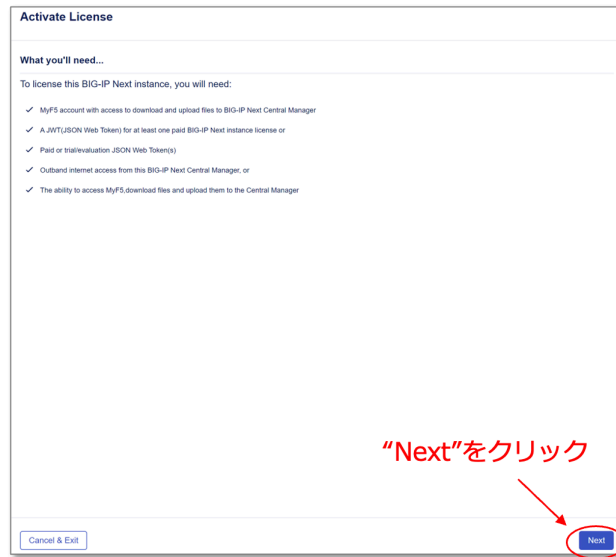 Activate License
What you'll need...
To license this BIG-IP Next instance, you will need:
MyF5 account with access to download and upload files to BIG-IP Next Central Manager
A JWT(JSON Web Token) for at least one paid BIG-IP Next instance license or
Paid or trial/evaluation JSON Web Token(s)
Outband internet access from this BIG-IP Next Central Manager, or
The ability to access MyF5,download files and upload them to the Central Manager
“Next”をクリック
Cancel & Exit
Next